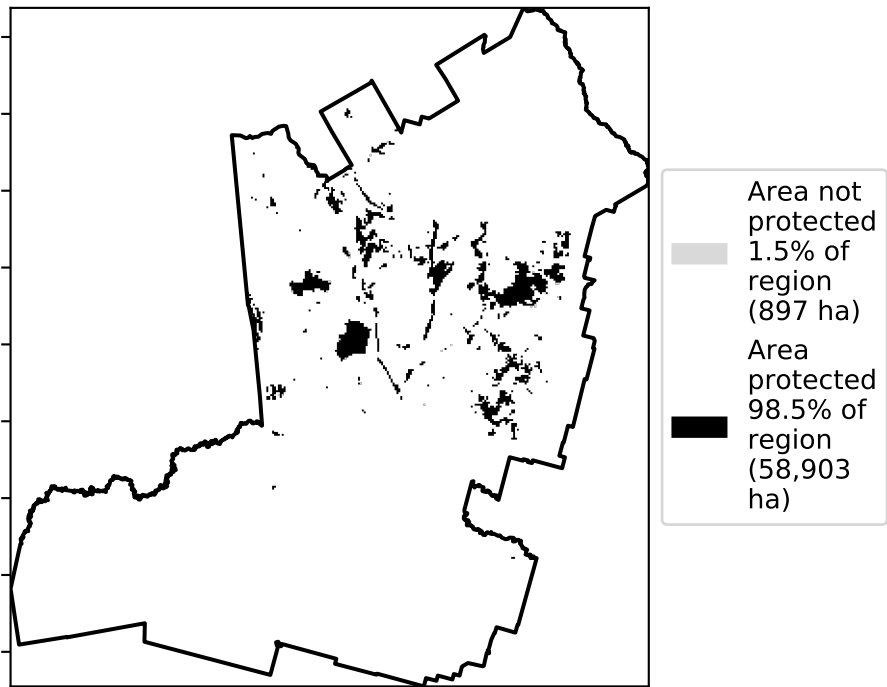 Area not
protected
1.5% of
region
(897 ha)
Area
protected
98.5% of
region
(58,903
ha)